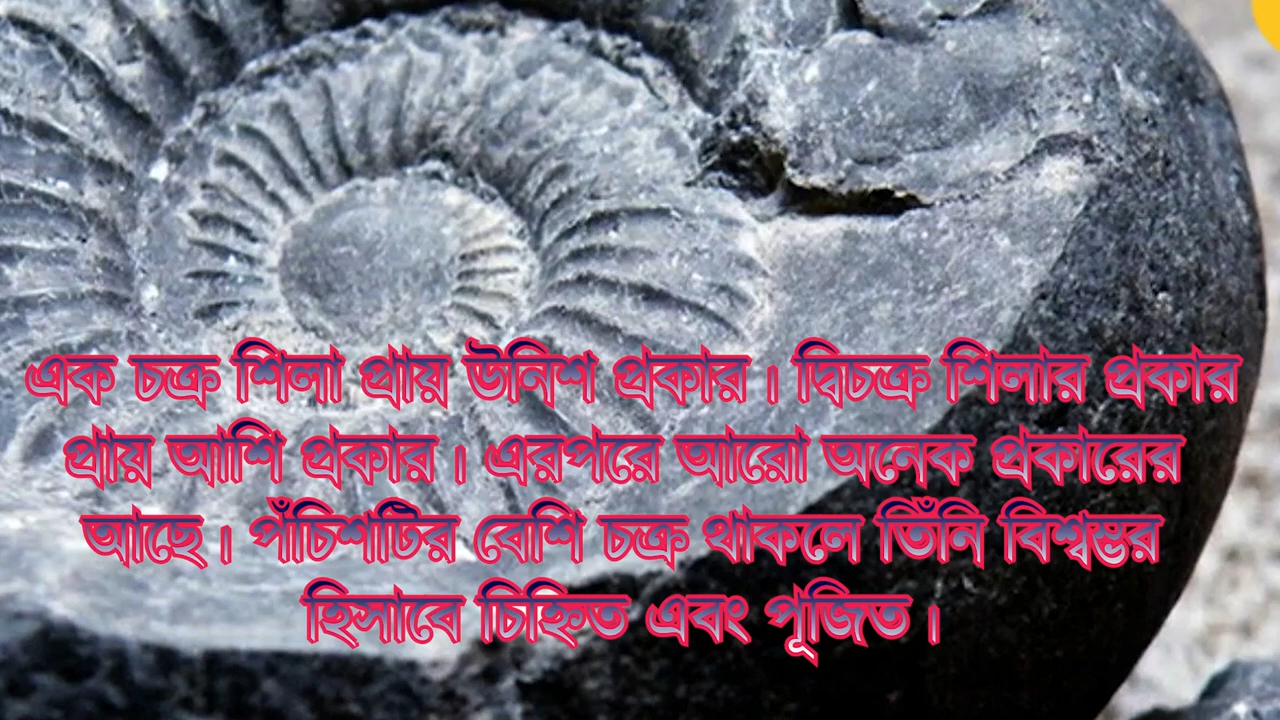 এক চক্র শিলা প্রায় উনিশ প্রকার। দ্বিচক্র শিলার প্রকার
প্রায় আশি প্রকার। এরপরে আরো অনেক প্রকারের
আছে। পঁচিশটির বেশি চক্র থাকলে তিঁনি বিশ্বম্ভর
হিসাবে চিহ্নিত এবং পূজিত।